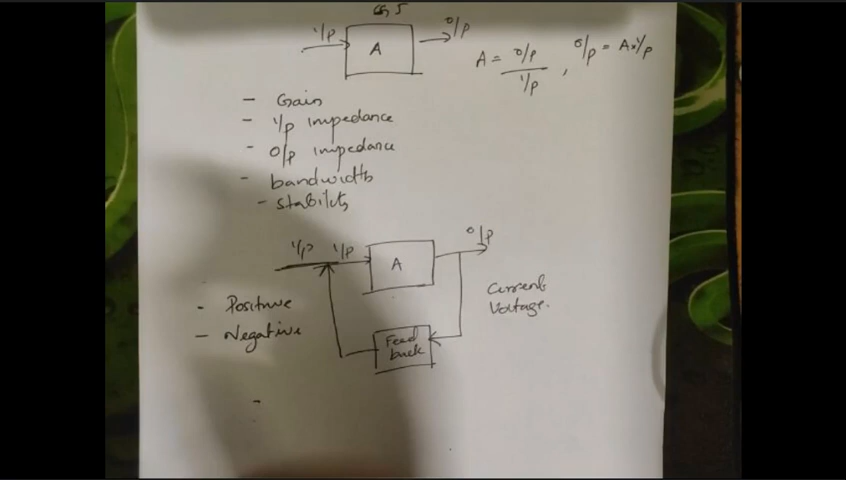 I/p
A
O/p
A = O/p / I/p , O/p = A x I/p
- Gain
- I/p impedance
- O/p impedance
- bandwidth
- stability
I/p I/p A O/p
Current
Voltage.
- Positive
- Negative
Feed
back
-